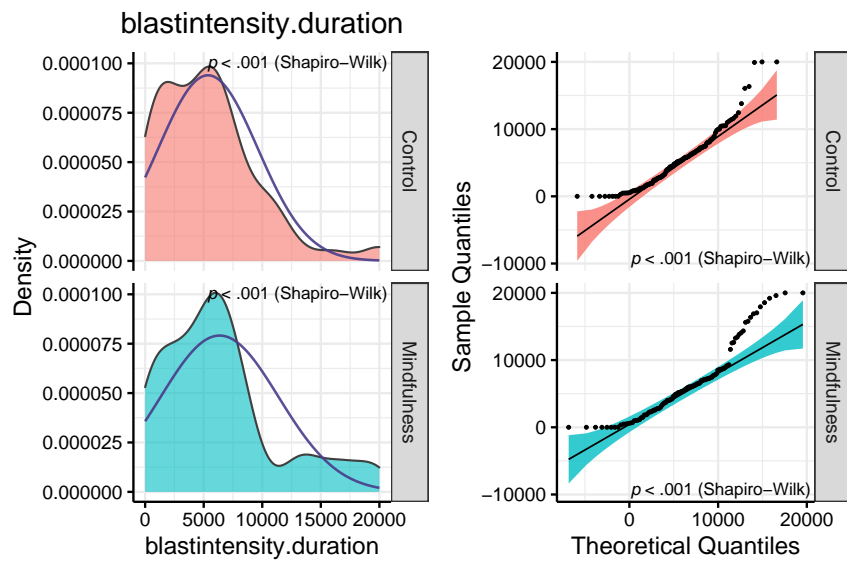 blastintensity.duration
Density
0.000100
0.000075
0.000050
0.000025
0.000000
p < .001 (Shapiro−Wilk)
Control
0.000100
0.000075
0.000050
0.000025
0.000000
p < .001 (Shapiro−Wilk)
Mindfulness
0 5000 10000 15000 20000
blastintensity.duration
Sample Quantiles
20000
10000
0
−10000
p < .001 (Shapiro−Wilk)
Control
20000
10000
0
−10000
p < .001 (Shapiro−Wilk)
Mindfulness
0 10000 20000
Theoretical Quantiles